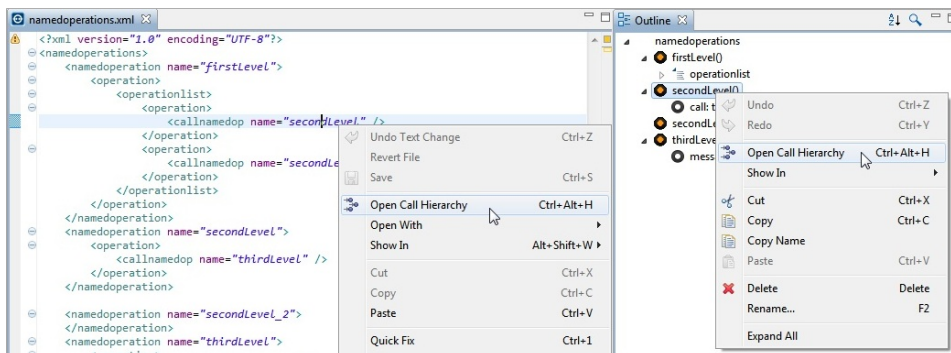 namedoperations.xml
<?xml version="1.0" encoding="UTF-8"?>
<namedoperations>
<namedoperation name="firstLevel">
<operation>
<operationlist>
<operation>
<callnamedop name="secondLevel" />
</operation>
<operation>
<callnamedop name="secondLe
</operation>
</operationlist>
</operation>
</namedoperation>
<namedoperation name="secondLevel">
<operation>
<callnamedop name="thirdLevel" />
</operation>
</namedoperation>
<namedoperation name="secondLevel_2">
</namedoperation>
<namedoperation name="thirdLevel">
Undo Text Change Ctrl+Z
Revert File
Save Ctrl+S
Open Call Hierarchy Ctrl+Alt+H
Open With
Show In Alt+Shift+W
Cut Ctrl+X
Copy Ctrl+C
Paste Ctrl+V
Quick Fix Ctrl+1
Outline
namedoperations
firstLevel()
operationlist
secondLevel()
call: t
secondLe
thirdLeve
mess
Undo Ctrl+Z
Redo Ctrl+Y
Open Call Hierarchy Ctrl+Alt+H
Show In
Cut Ctrl+X
Copy Ctrl+C
Copy Name
Paste Ctrl+V
Delete Delete
Rename... F2
Expand All